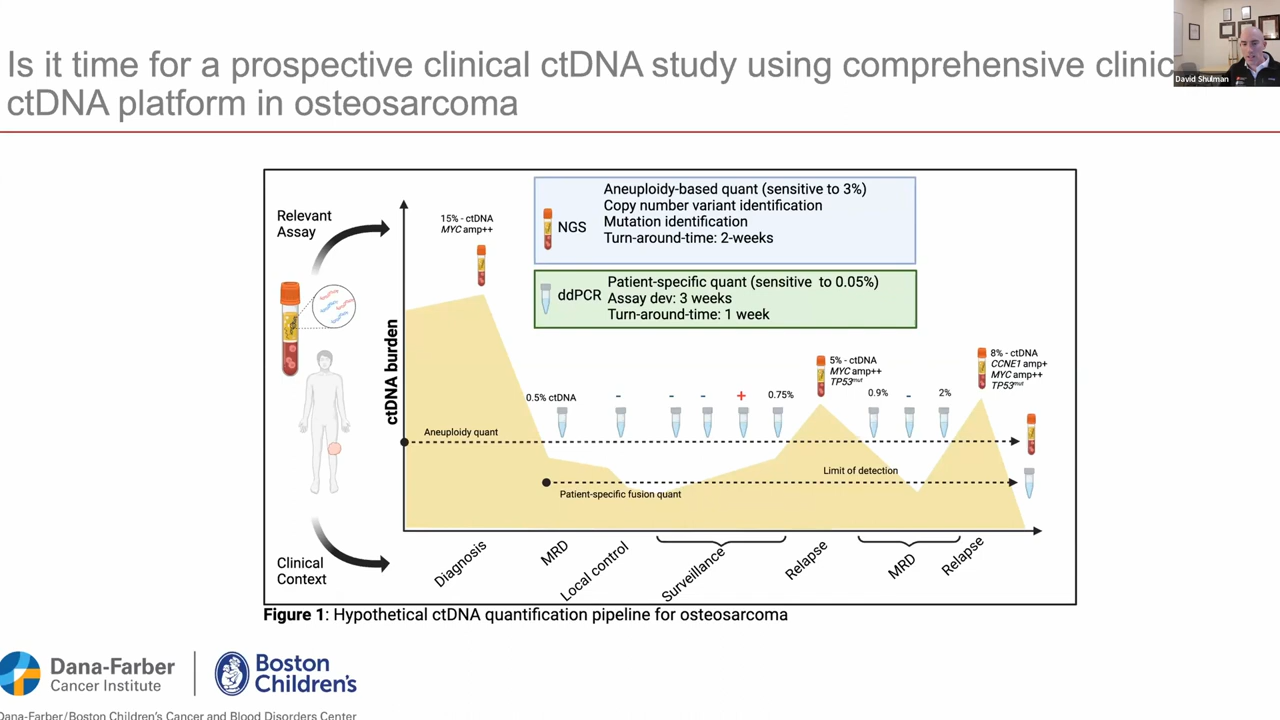 Is it time for a prospective clinical ctDNA study using comprehensive clinic
ctDNA platform in osteosarcoma
David Shulman
Relevant
Assay
Clinical
Context
ctDNA burden
15% - ctDNA
MYC amp++
NGS
Aneuploidy-based quant (sensitive to 3%)
Copy number variant identification
Mutation identification
Turn-around-time: 2-weeks
ddPCR
Patient-specific quant (sensitive to 0.05%)
Assay dev: 3 weeks
Turn-around-time: 1 week
0.5% ctDNA
-
-
-
+
0.75%
5% - ctDNA
MYC amp++
TP53mut
0.9%
-
2%
8% - ctDNA
CCNE1 amp+
MYC amp++
TP53mut
Aneuploidy quant
Limit of detection
Patient-specific fusion quant
Diagnosis
MRD
Local control
Surveillance
Relapse
MRD
Relapse
Figure 1: Hypothetical ctDNA quantification pipeline for osteosarcoma
Dana-Farber
Cancer Institute
Boston
Children's
Dana-Farber/Boston Children's Cancer and Blood Disorders Center